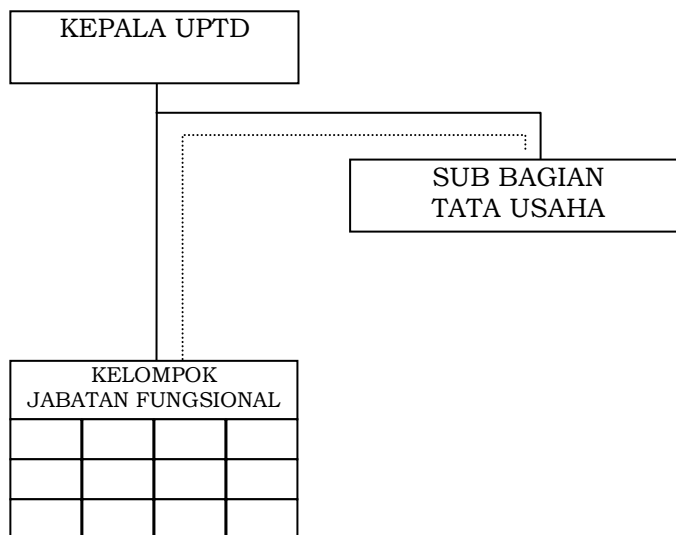 KEPALA UPTD
SUB BAGIAN
TATA USAHA
KELOMPOK
JABATAN FUNGSIONAL